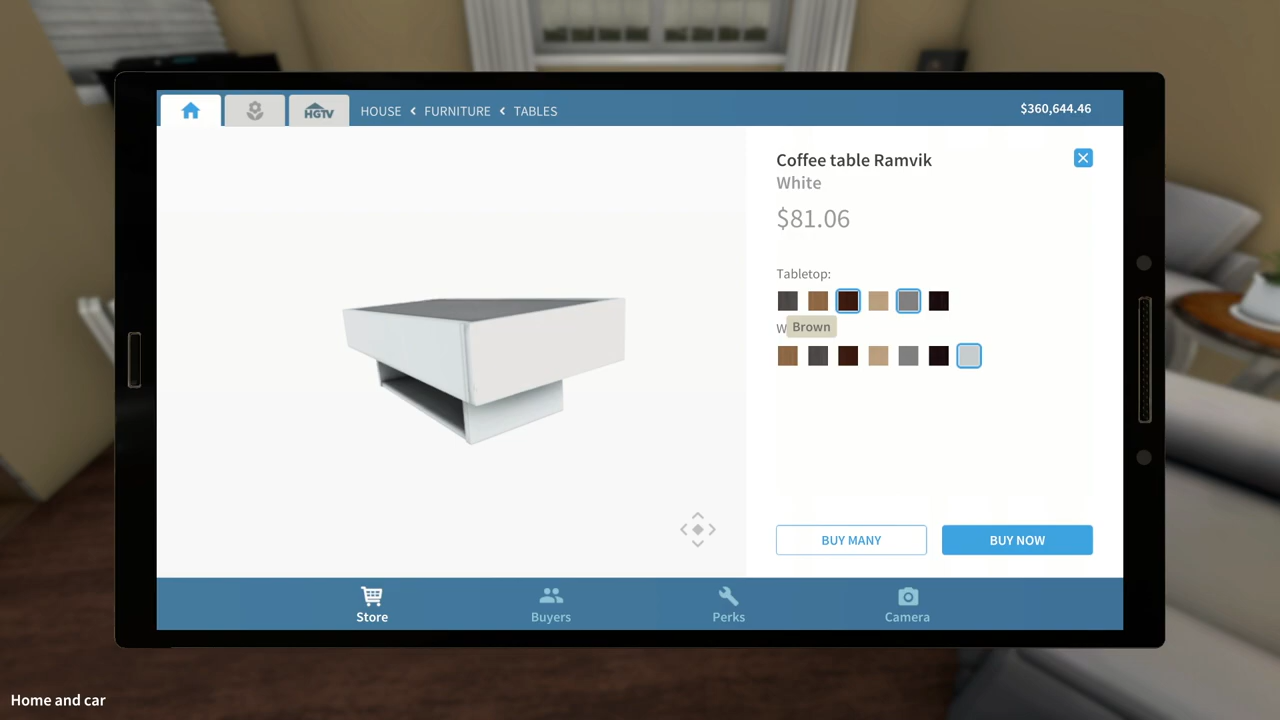 HGTV
HOUSE < FURNITURE < TABLES
$360,644.46
Coffee table Ramvik
White
$81.06
Tabletop:
W
Brown
BUY MANY
BUY NOW
Store
Buyers
Perks
Camera
Home and car